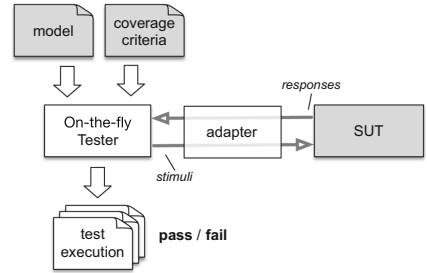 model
coverage
criteria
responses
On-the-fly
Tester
adapter
SUT
stimuli
test
execution
pass / fail